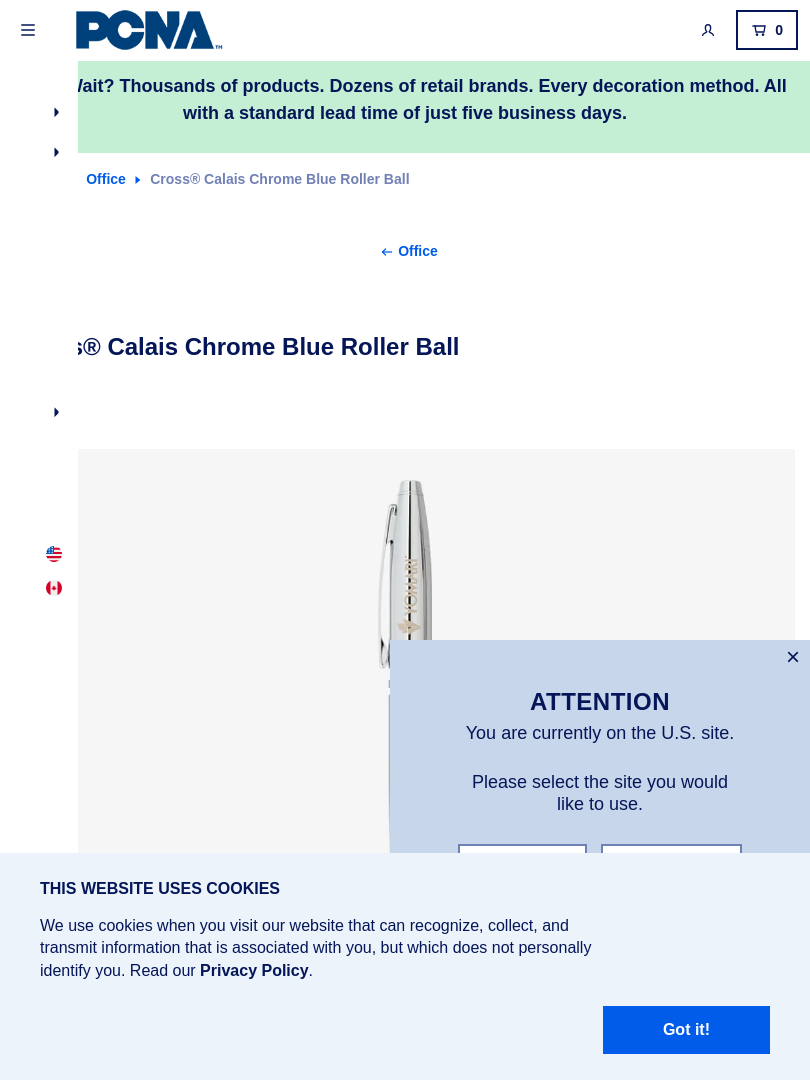 PCNA™
0
Wait? Thousands of products. Dozens of retail brands. Every decoration method. All
with a standard lead time of just five business days.
Office
Cross® Calais Chrome Blue Roller Ball
Office
® Calais Chrome Blue Roller Ball
ATTENTION
You are currently on the U.S. site.
Please select the site you would
like to use.
THIS WEBSITE USES COOKIES
We use cookies when you visit our website that can recognize, collect, and
transmit information that is associated with you, but which does not personally
identify you. Read our Privacy Policy.
Got it!